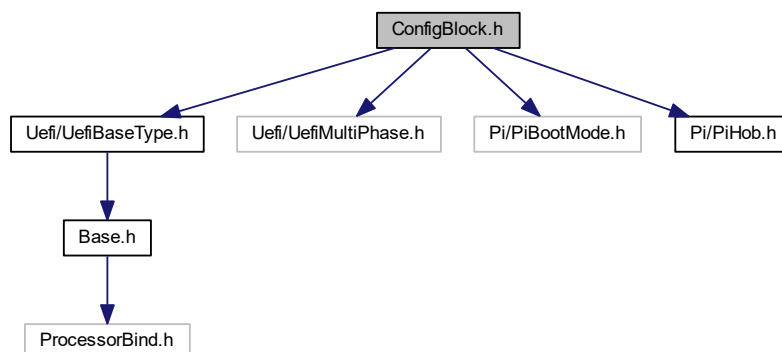 ConfigBlock.h
Uefi/UefiBaseType.h
Uefi/UefiMultiPhase.h
Pi/PiBootMode.h
Pi/PiHob.h
Base.h
ProcessorBind.h